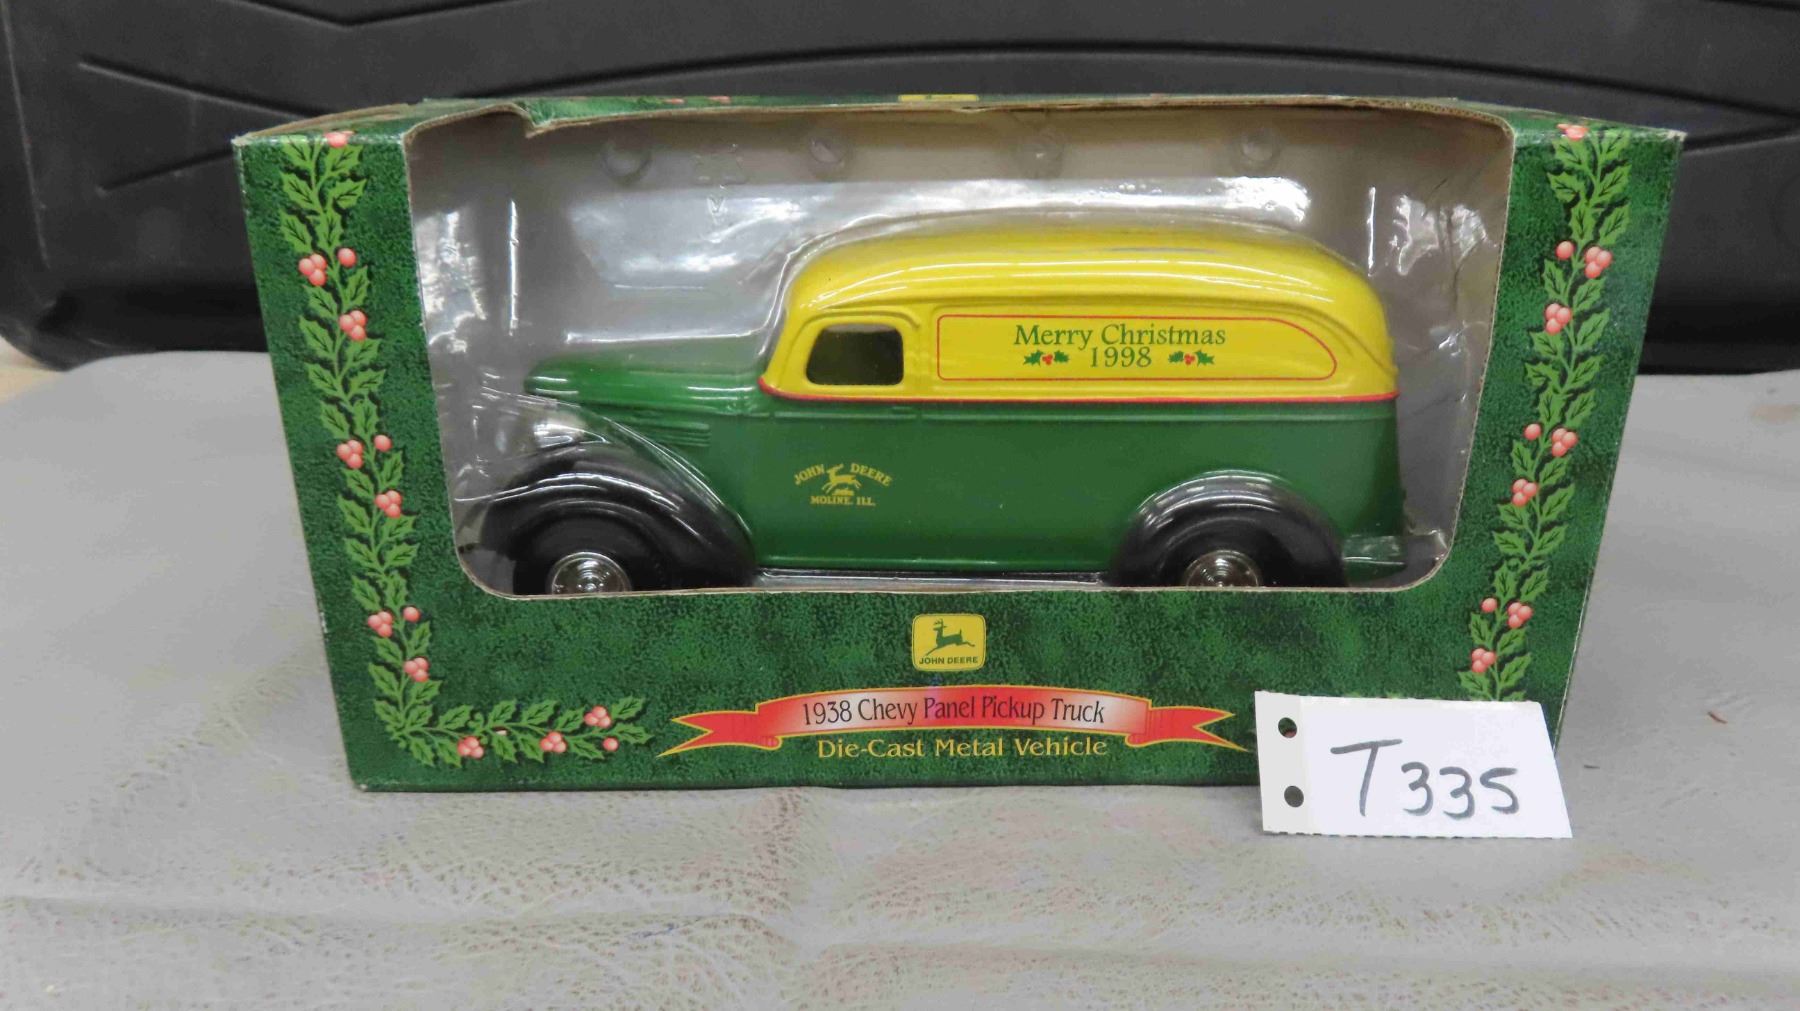 Merry Christmas
1998
JOHN DEERE
MOLINE, ILL.
JOHN DEERE
1938 Chevy Panel Pickup Truck
Die-Cast Metal Vehicle
T335